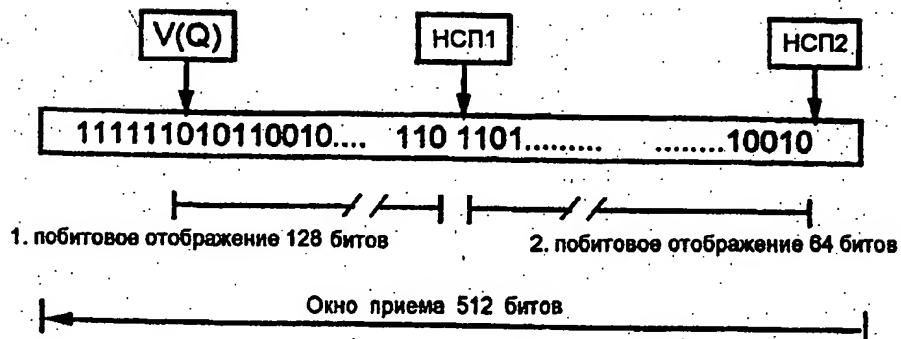 V(Q) НСП1 НСП2
111111010110010.... 110 1101......... ........10010
1. побитовое отображение 128 битов 2. побитовое отображение 64 битов
Окно приема 512 битов